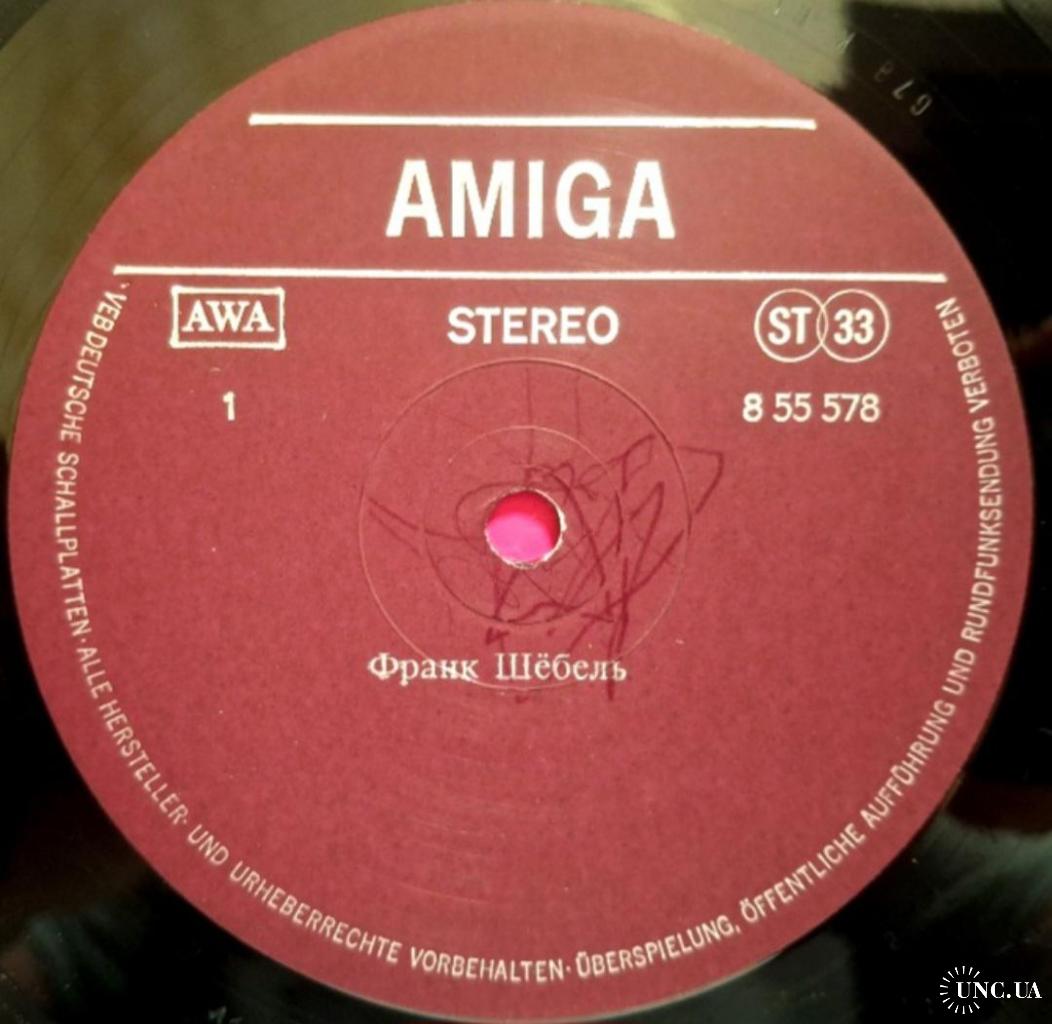 AMIGA
AWA
STEREO
ST 33
1
8 55 578
Франк Шёбель
· VEB DEUTSCHE SCHALLPLATTEN · ALLE HERSTELLER- UND URHEBERRECHTE VORBEHALTEN · ÜBERSPIELUNG, ÖFFENTLICHE AUFFÜHRUNG UND RUNDFUNKSENDUNG VERBOTEN
UNC.UA